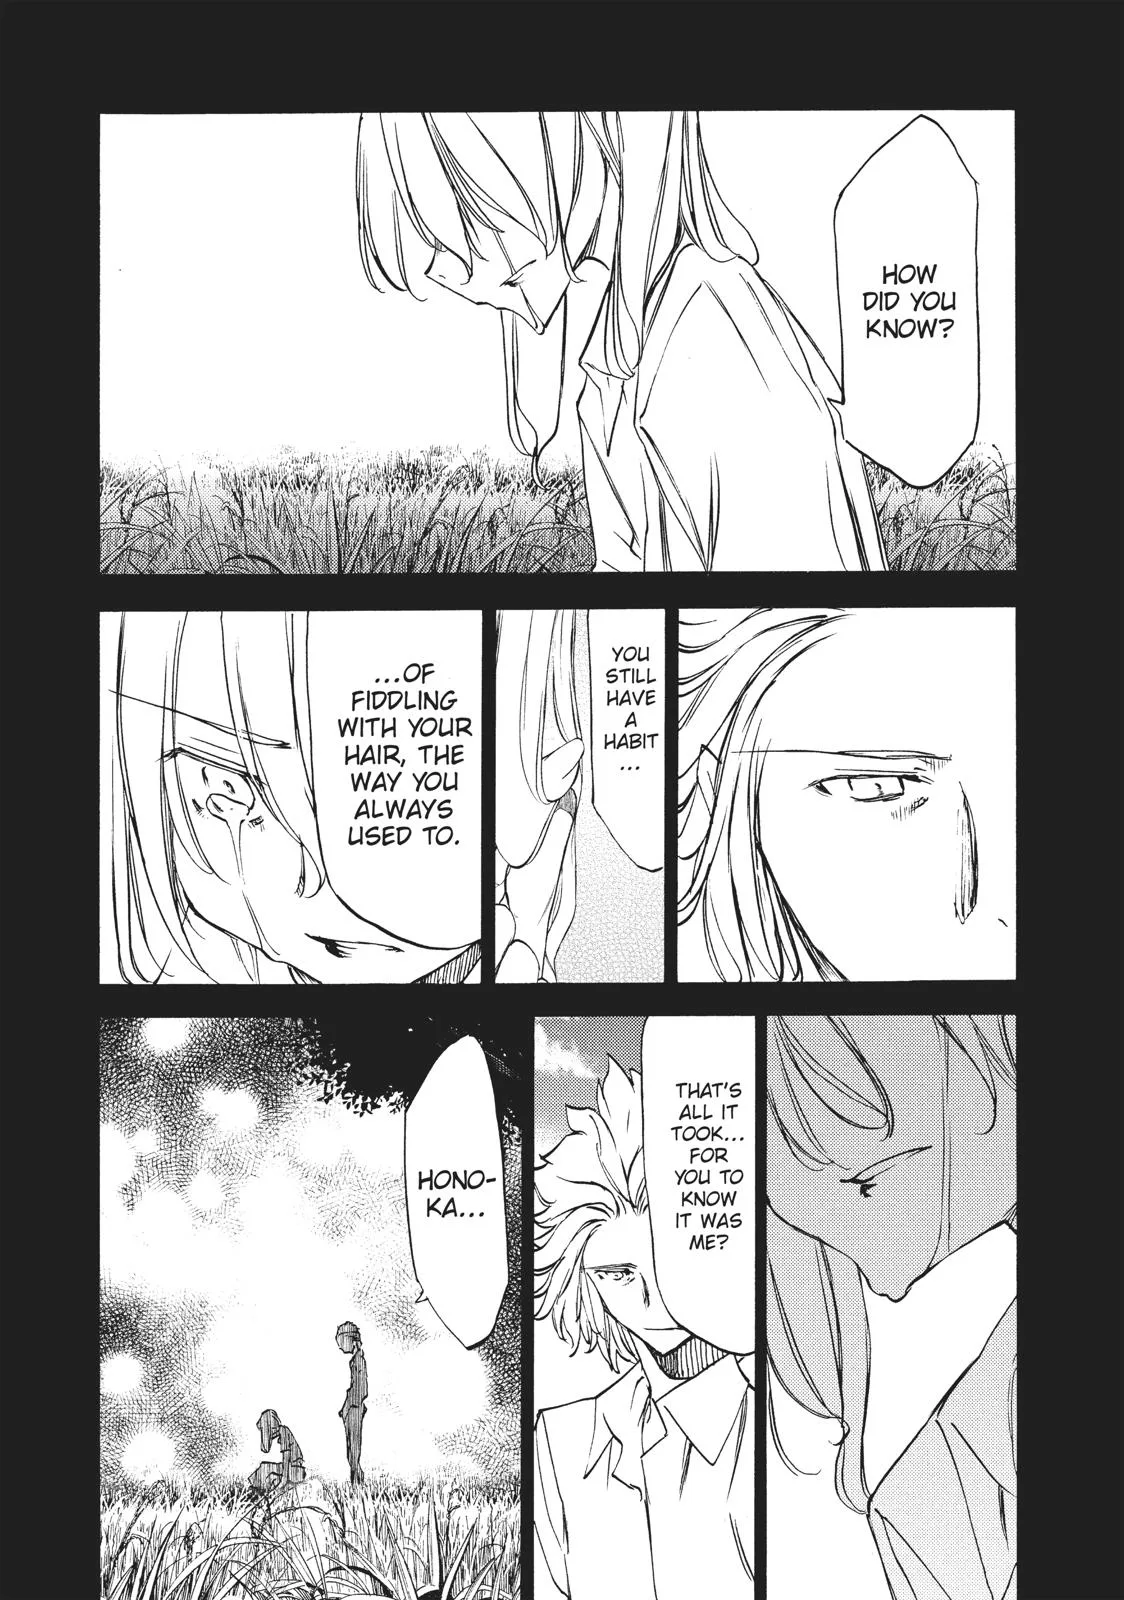 HOW
DID YOU
KNOW?
YOU
STILL
HAVE
A
HABIT
...
...OF
FIDDLING
WITH YOUR
HAIR, THE
WAY YOU
ALWAYS
USED TO.
THAT'S
ALL IT
TOOK...
FOR
YOU TO
KNOW
IT WAS
ME?
HONO-
KA...